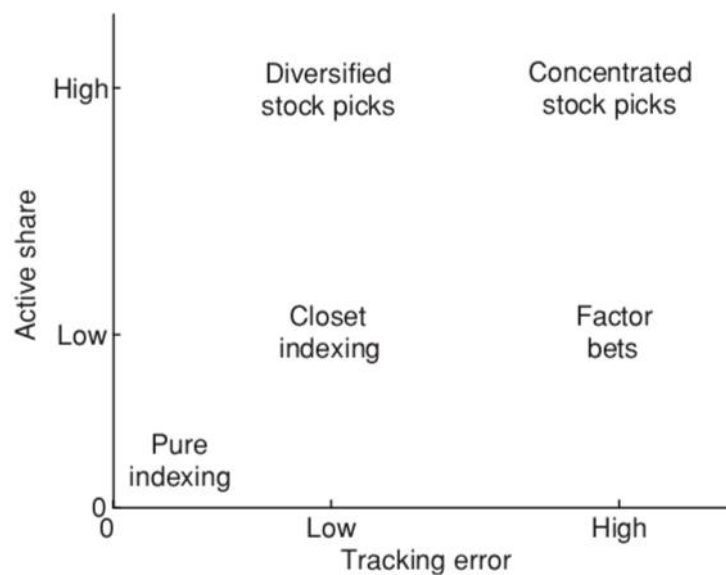 Diversified
stock picks
Concentrated
stock picks
High
Active share
Closet
indexing
Factor
bets
Low
Pure
indexing
0
0
Low
High
Tracking error